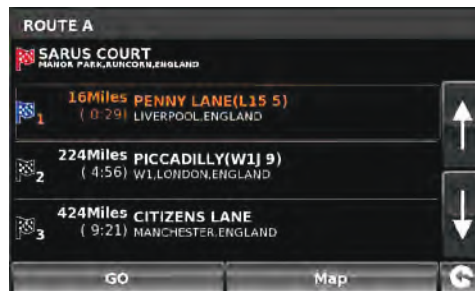 ROUTE A
SARUS COURT
MANOR PARK,RUNCORN,ENGLAND
16Miles PENNY LANE(L15 5)
1 ( 0:29) LIVERPOOL.ENGLAND
224Miles PICCADILLY(W1J 9)
2 ( 4:56) W1,LONDON,ENGLAND
424Miles CITIZENS LANE
3 ( 9:21) MANCHESTER.ENGLAND
GO Map